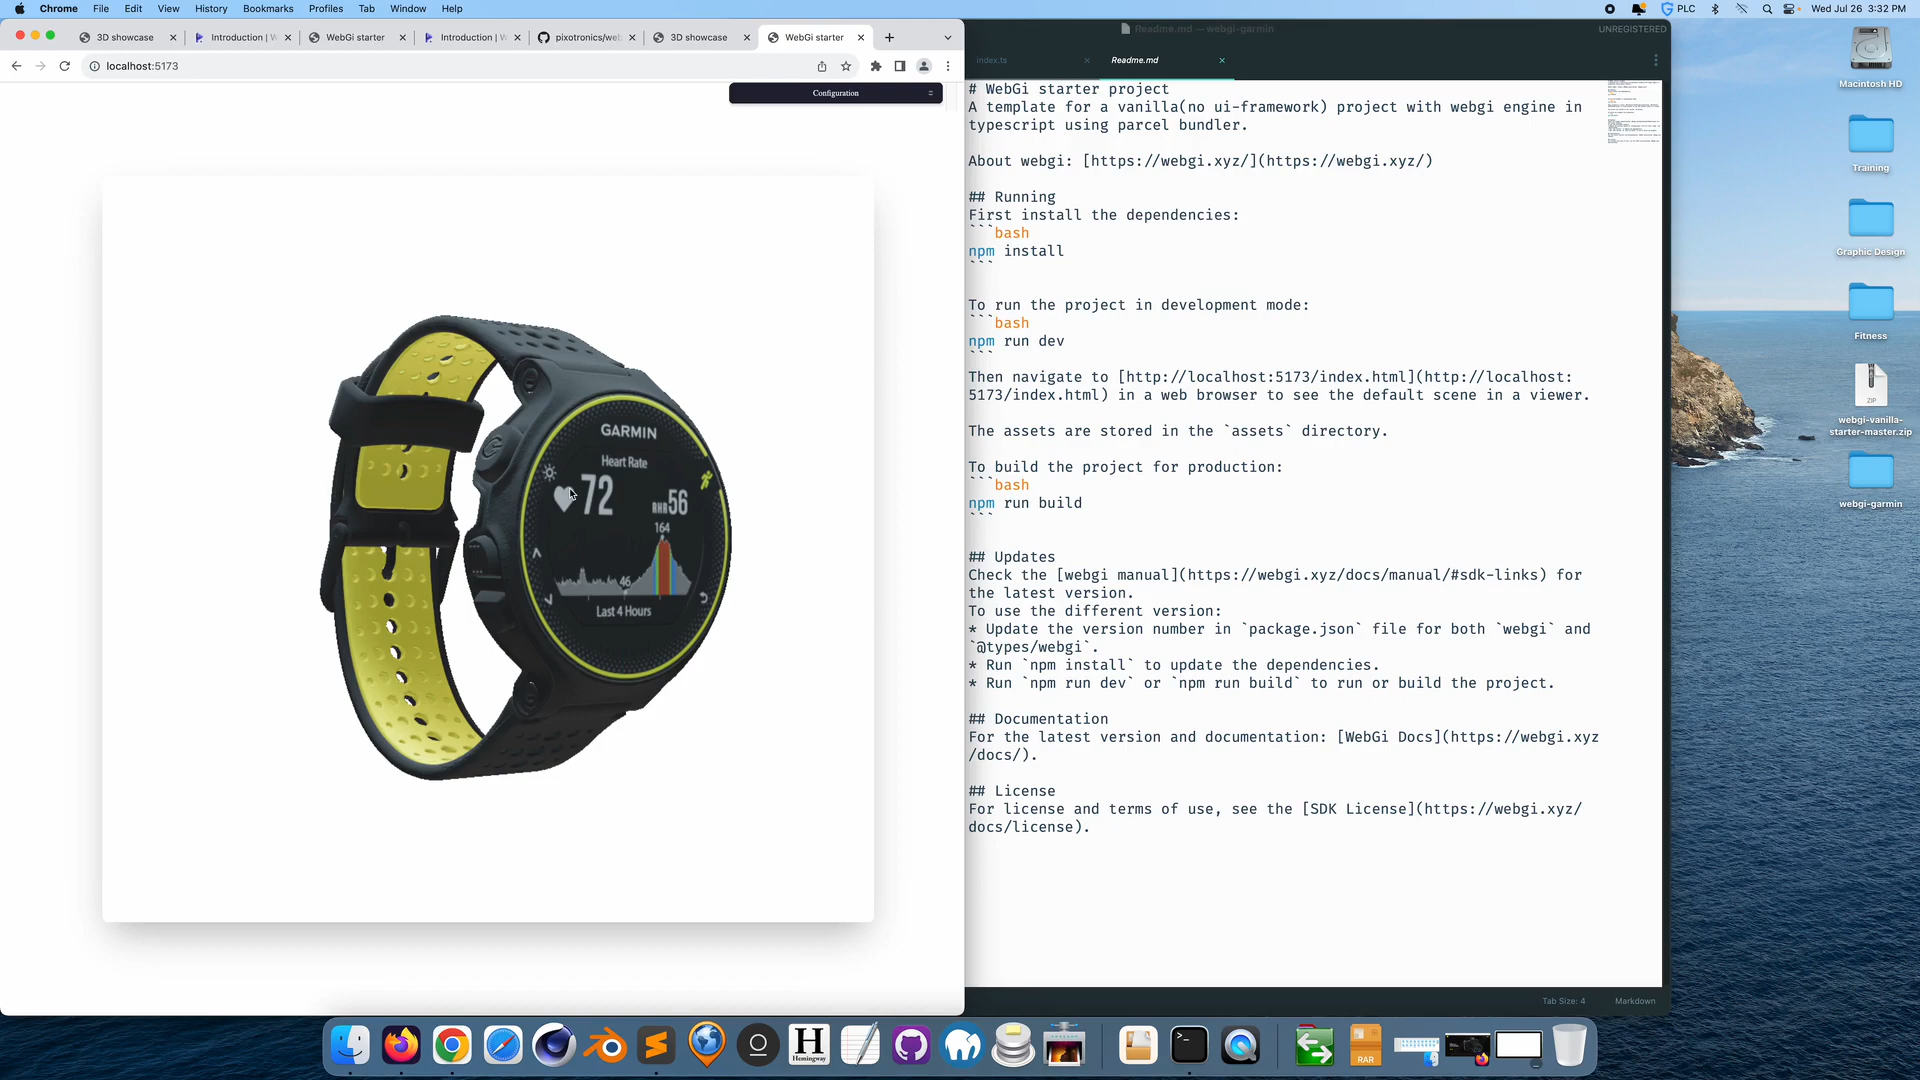 Chrome File Edit View History Bookmarks Profiles Tab Window Help
PLC Wed Jul 26 3:32 PM
3D showcase
Introduction | W
WebGi starter
Introduction | W
pixotronics/web
3D showcase
WebGi starter
localhost:5173
Configuration
GARMIN
Heart Rate
72
RHR 56
164
46
Last 4 Hours
Readme.md — webgi-garmin
UNREGISTERED
index.ts
Readme.md
# WebGi starter project
A template for a vanilla(no ui-framework) project with webgi engine in
typescript using parcel bundler.
About webgi: [https://webgi.xyz/](https://webgi.xyz/)
## Running
First install the dependencies:
```bash
npm install
```
To run the project in development mode:
```bash
npm run dev
```
Then navigate to [http://localhost:5173/index.html](http://localhost:
5173/index.html) in a web browser to see the default scene in a viewer.
The assets are stored in the `assets` directory.
To build the project for production:
```bash
npm run build
```
## Updates
Check the [webgi manual](https://webgi.xyz/docs/manual/#sdk-links) for
the latest version.
To use the different version:
* Update the version number in `package.json` file for both `webgi` and
`@types/webgi`.
* Run `npm install` to update the dependencies.
* Run `npm run dev` or `npm run build` to run or build the project.
## Documentation
For the latest version and documentation: [WebGi Docs](https://webgi.xyz
/docs/).
## License
For license and terms of use, see the [SDK License](https://webgi.xyz/
docs/license).
Tab Size: 4
Markdown
Macintosh HD
Training
Graphic Design
Fitness
ZIP
webgi-vanilla-
starter-master.zip
webgi-garmin
H
Hemingway
RAR